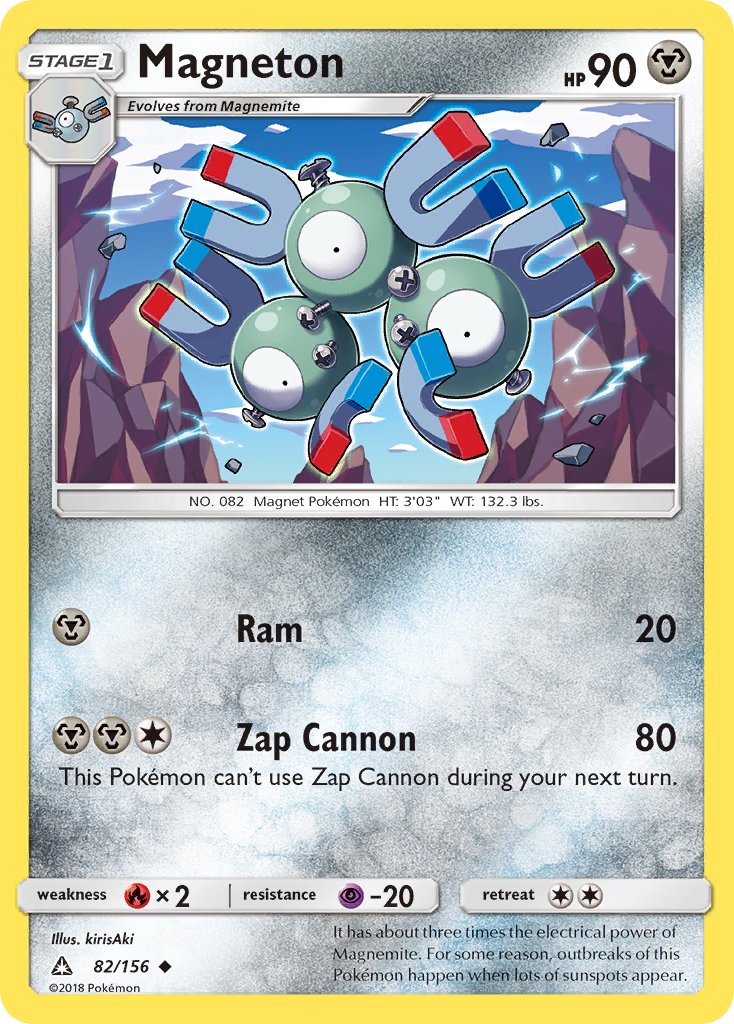 STAGE1
Magneton
HP90
Evolves from Magnemite
NO. 082 Magnet Pokémon HT: 3'03" WT: 132.3 lbs.
Ram 20
Zap Cannon 80
This Pokémon can't use Zap Cannon during your next turn.
weakness ×2 resistance -20 retreat
Illus. kirisAki
82/156
©2018 Pokémon
It has about three times the electrical power of
Magnemite. For some reason, outbreaks of this
Pokémon happen when lots of sunspots appear.